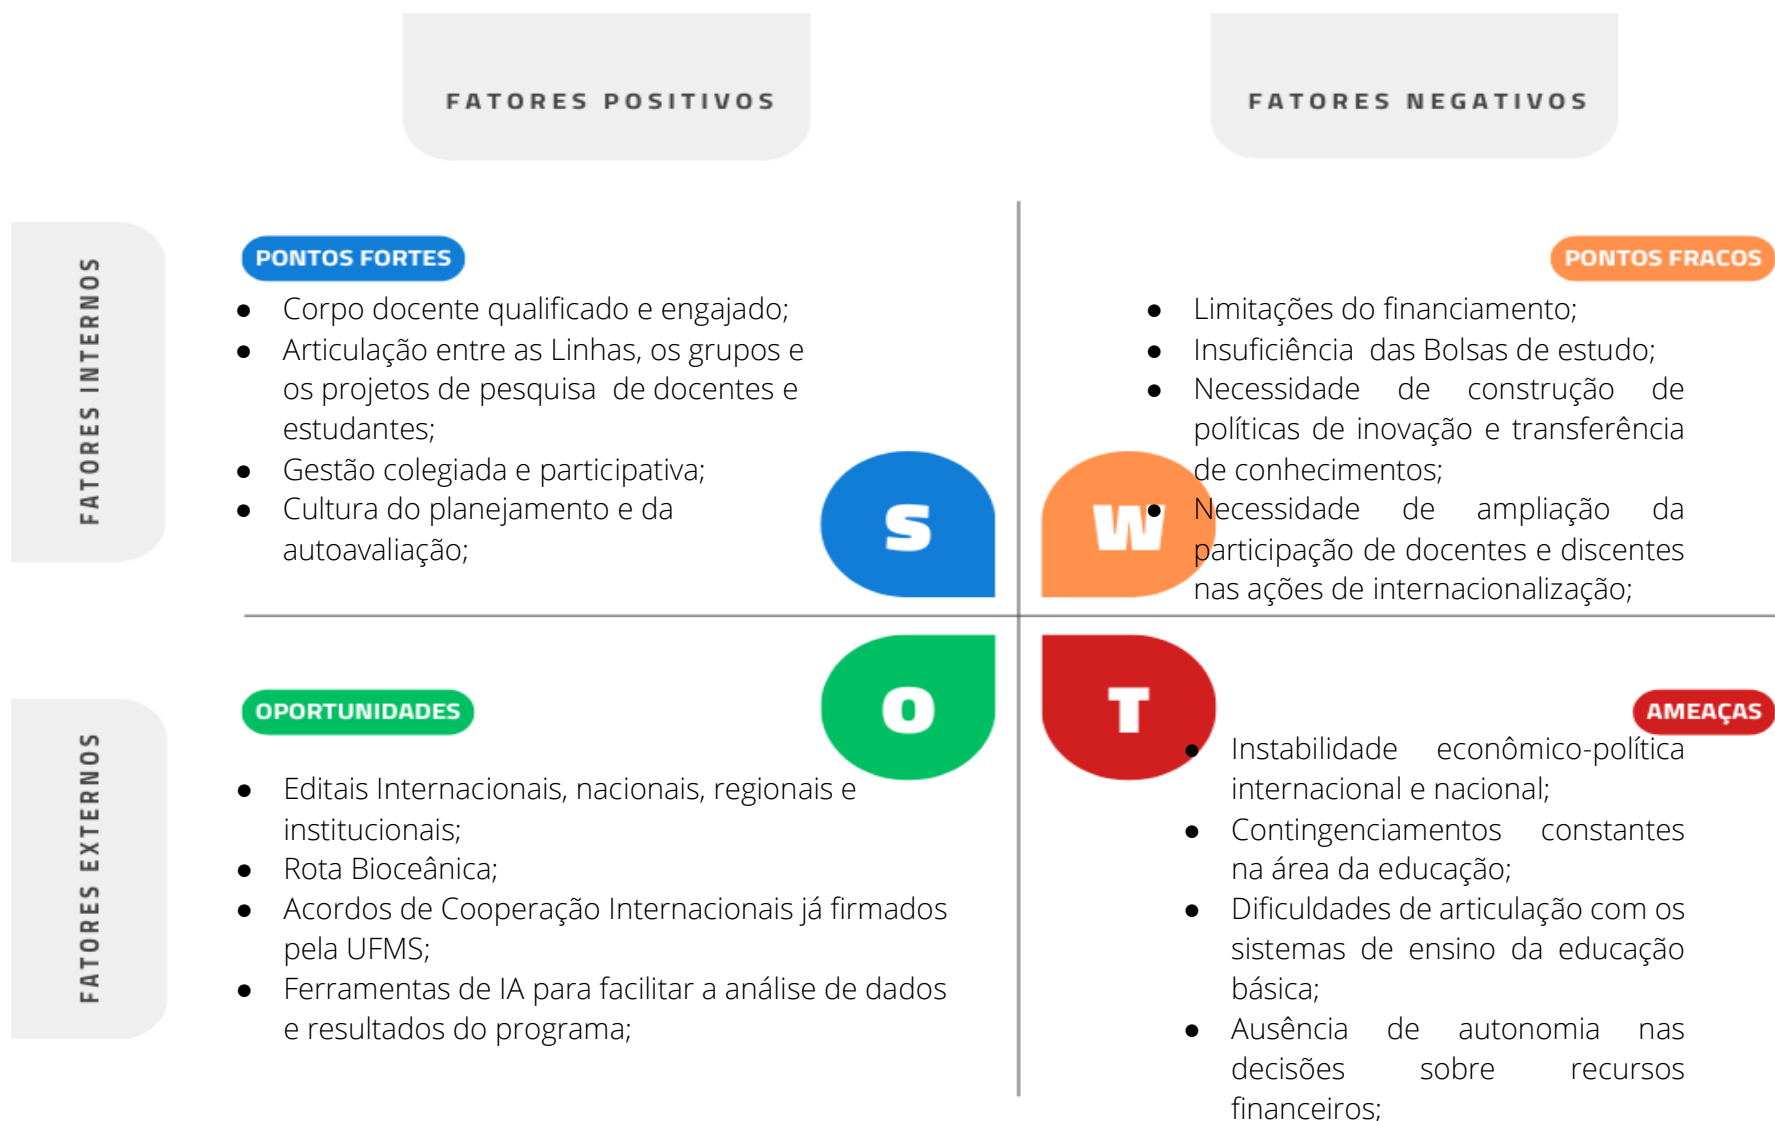 FATORES POSITIVOS
FATORES NEGATIVOS
FATORES INTERNOS
PONTOS FORTES
● Corpo docente qualificado e engajado;
● Articulação entre as Linhas, os grupos e
os projetos de pesquisa de docentes e
estudantes;
● Gestão colegiada e participativa;
● Cultura do planejamento e da
autoavaliação;
S
PONTOS FRACOS
● Limitações do financiamento;
● Insuficiência das Bolsas de estudo;
● Necessidade de construção de
políticas de inovação e transferência
de conhecimentos;
● Necessidade de ampliação da
participação de docentes e discentes
nas ações de internacionalização;
W
FATORES EXTERNOS
OPORTUNIDADES
O
● Editais Internacionais, nacionais, regionais e
institucionais;
● Rota Bioceânica;
● Acordos de Cooperação Internacionais já firmados
pela UFMS;
● Ferramentas de IA para facilitar a análise de dados
e resultados do programa;
T
AMEAÇAS
● Instabilidade econômico-política
internacional e nacional;
● Contingenciamentos constantes
na área da educação;
● Dificuldades de articulação com os
sistemas de ensino da educação
básica;
● Ausência de autonomia nas
decisões sobre recursos
financeiros;